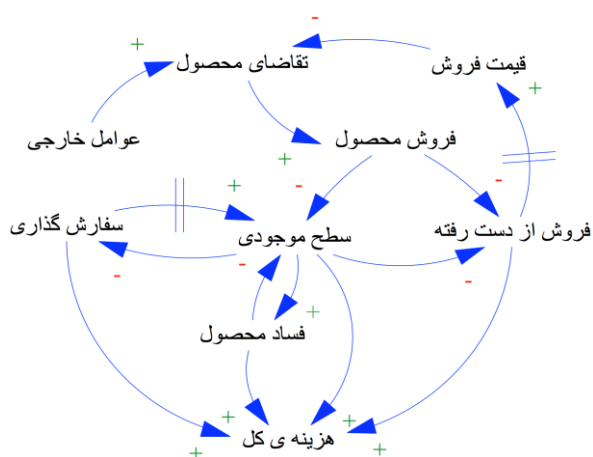 -
+
تقاضای محصول
قیمت فروش
+
عوامل خارجی
فروش محصول
+
-
-
+
سفارش گذاری
سطح موجودی
فروش از دست رفته
-
-
-
+
فساد محصول
+
+
هزینه ی کل
+
+